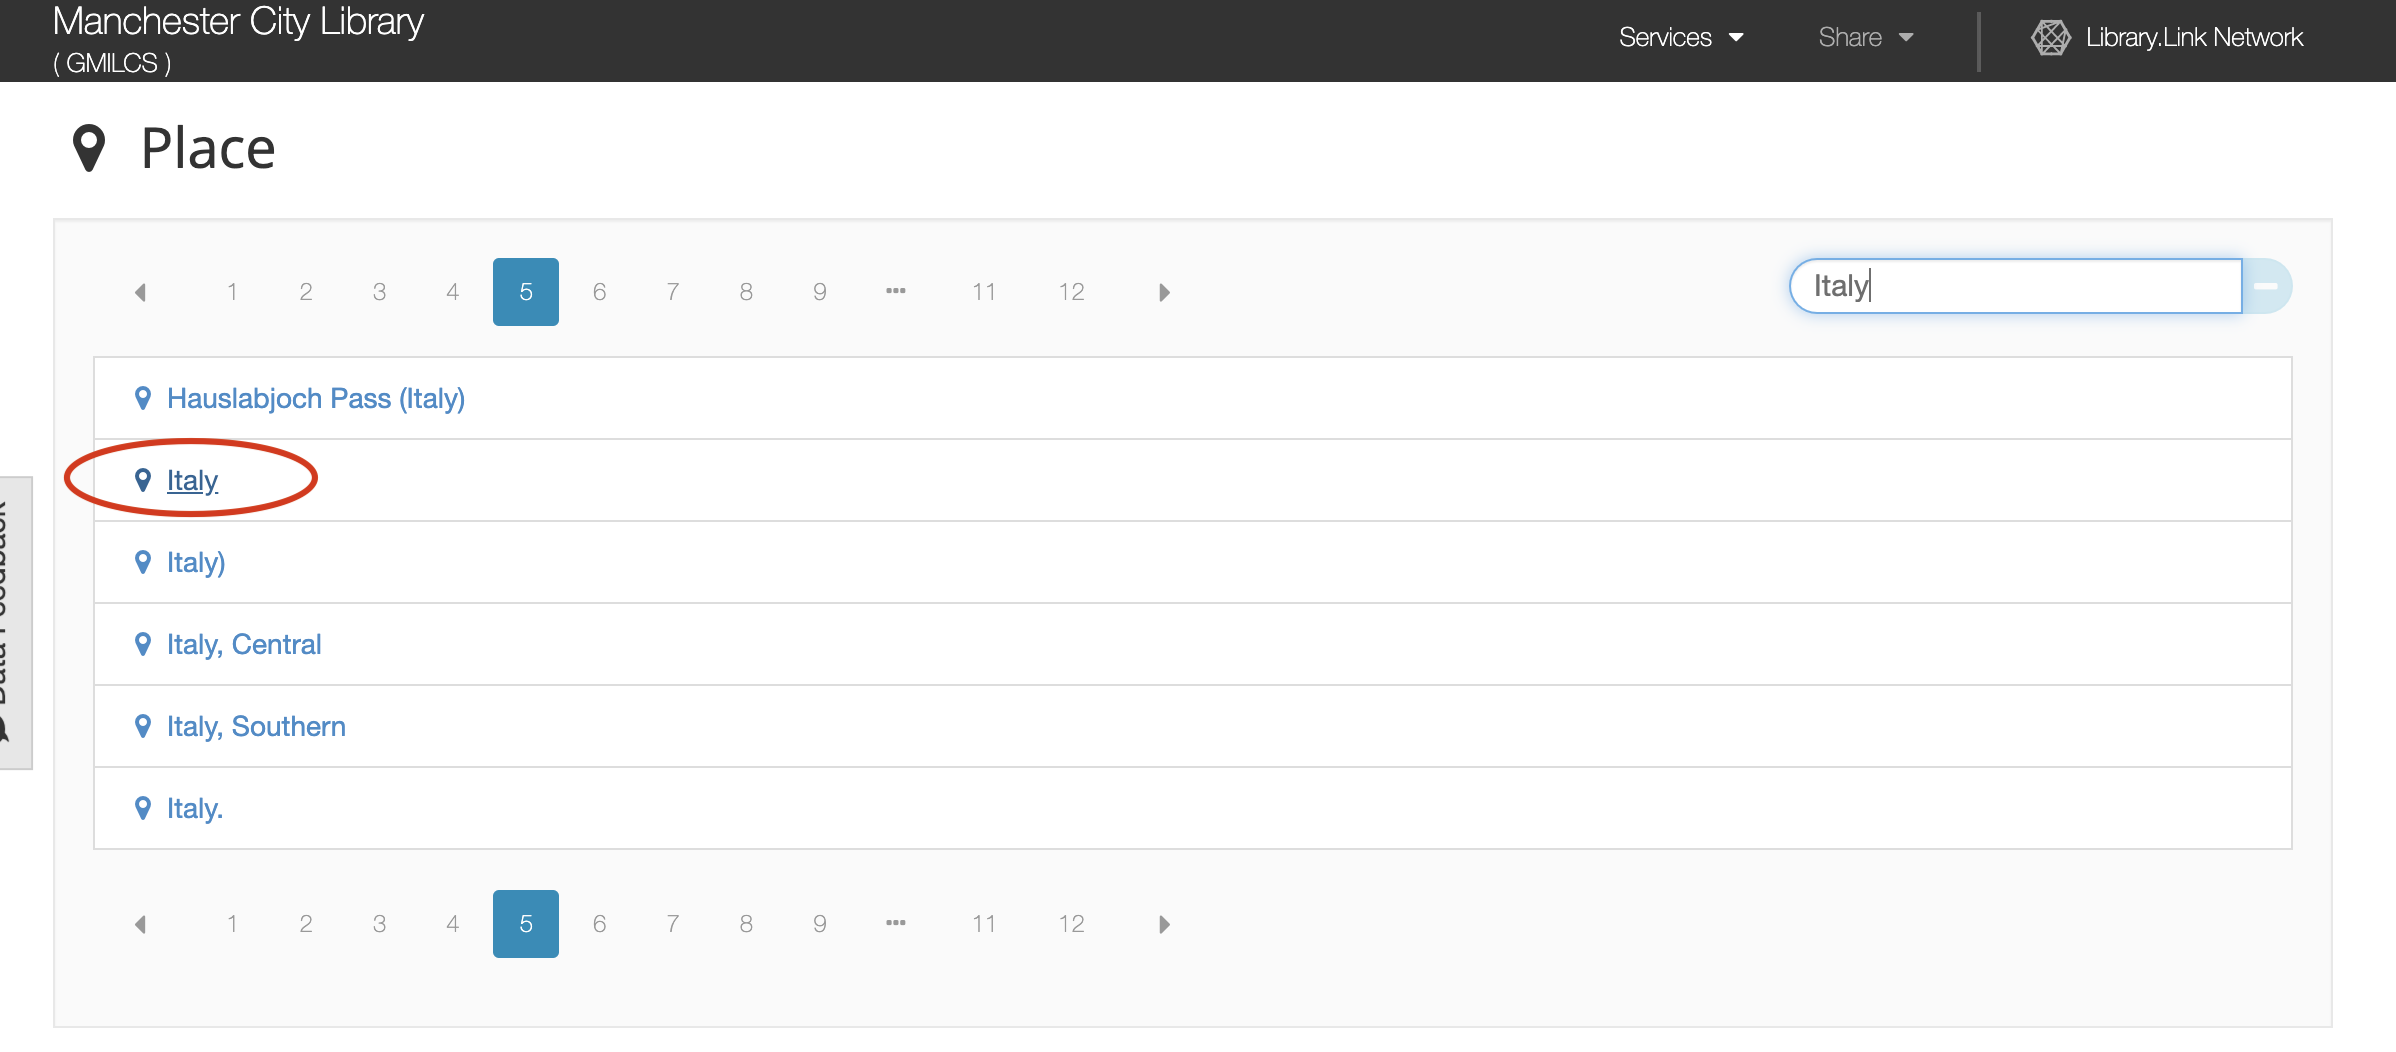 Manchester City Library
( GMILCS )
Services
Share
Library.Link Network
Place
1 2 3 4 5 6 7 8 9 ··· 11 12
Italy
Hauslabjoch Pass (Italy)
Italy
Italy)
Italy, Central
Italy, Southern
Italy.
Data Feedback
1 2 3 4 5 6 7 8 9 ··· 11 12